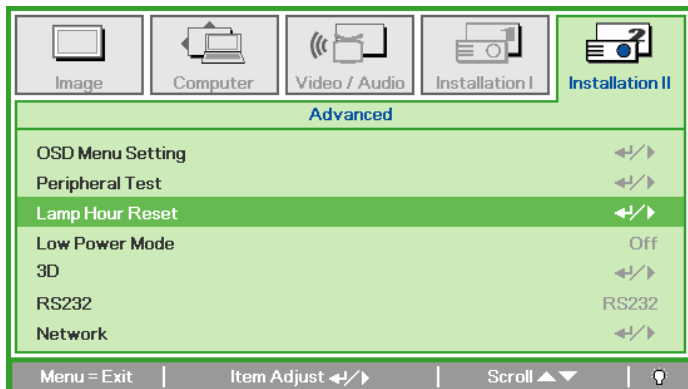 Image Computer Video / Audio Installation I Installation II
Advanced
OSD Menu Setting
Peripheral Test
Lamp Hour Reset
Low Power Mode Off
3D
RS232 RS232
Network
Menu = Exit Item Adjust Scroll